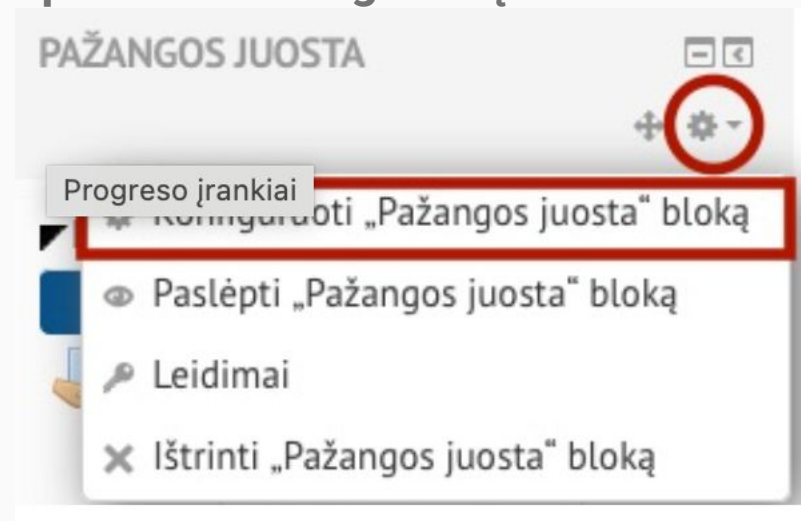 PAŽANGOS JUOSTA
Progreso įrankiai
„Pažangos juosta“ bloką
Paslėpti „Pažangos juosta“ bloką
Leidimai
Ištrinti „Pažangos juosta“ bloką